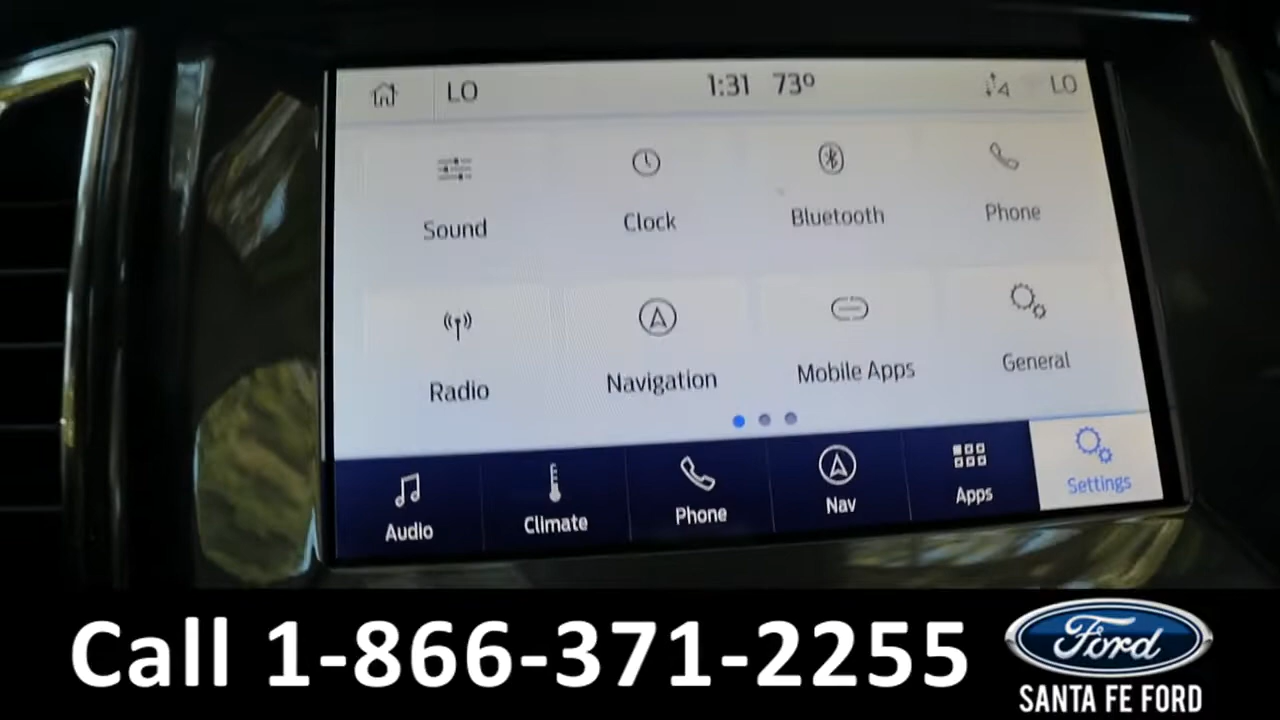 LO 1:31 73° LO
Sound Clock Bluetooth Phone
Radio Navigation Mobile Apps General
Audio Climate Phone Nav Apps Settings
Call 1-866-371-2255
Ford
SANTA FE FORD